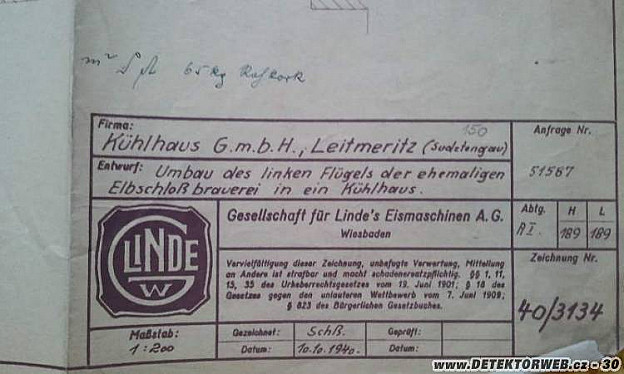 m² 65 kg
Firma:
150
Kühlhaus G.m.b.H., Leitmeritz (Sudetengau)
Anfrage Nr.
51567
Entwurf: Umbau des linken Flügels der ehemaligen
Elbschloßbrauerei in ein Kühlhaus.
LINDE
G
W
Gesellschaft für Linde's Eismaschinen A.G.
Wiesbaden
Abtg. H L
A I. 189 189
Vervielfältigung dieser Zeichnung, unbefugte Verwertung, Mitteilung
an Andere ist strafbar und macht schadenersatzpflichtig. §§ 1, 11,
15, 35 des Urheberrechtsgesetzes vom 19. Juni 1901; § 18 des
Gesetzes gegen den unlauteren Wettbewerb vom 7. Juni 1909;
§ 823 des Bürgerlichen Gesetzbuches.
Zeichnung Nr.
40/3134
Maßstab:
1:200
Gezeichnet: Schß. Geprüft:
Datum: 10.10.1940. Datum:
www.DETEKTORWEB.cz - 30